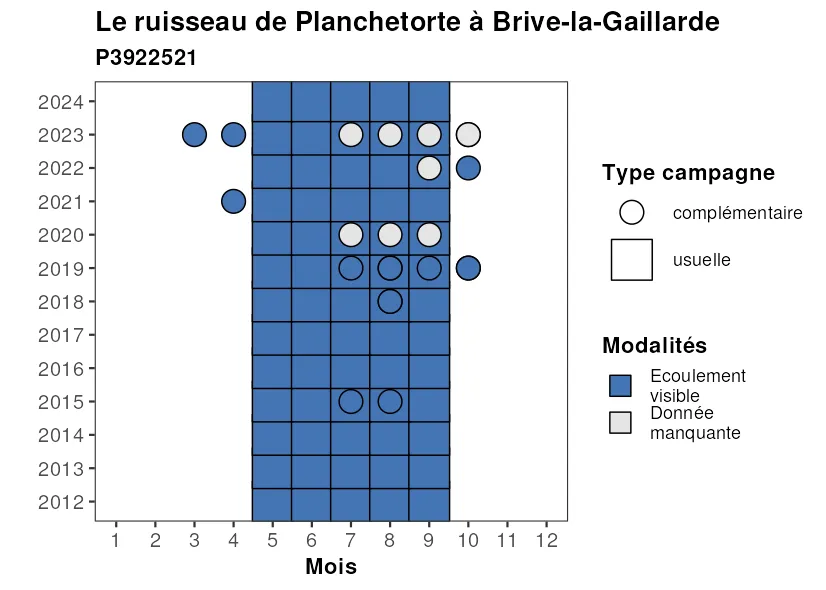 Le ruisseau de Planchetorte à Brive-la-Gaillarde
P3922521
2024
2023
2022
2021
2020
2019
2018
2017
2016
2015
2014
2013
2012
1 2 3 4 5 6 7 8 9 10 11 12
Mois
Type campagne
complémentaire
usuelle
Modalités
Ecoulement
visible
Donnée
manquante